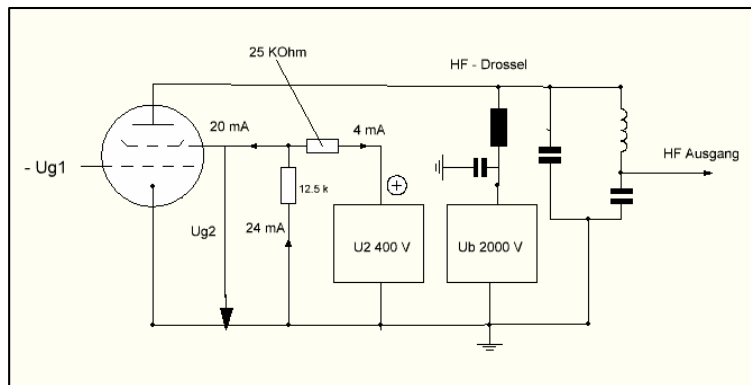 25 KOhm
HF - Drossel
20 mA
4 mA
- Ug1
HF Ausgang
12.5 k
Ug2
24 mA
U2 400 V
Ub 2000 V